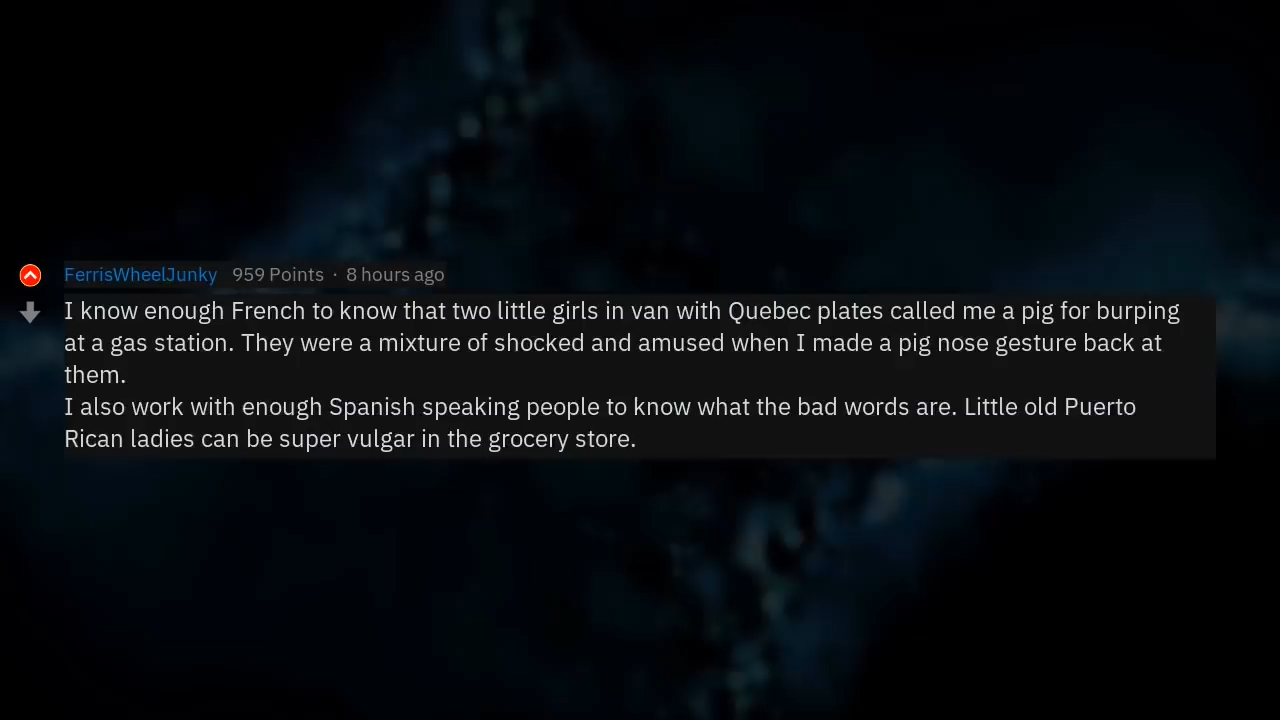 FerrisWheelJunky 959 Points · 8 hours ago
I know enough French to know that two little girls in van with Quebec plates called me a pig for burping
at a gas station. They were a mixture of shocked and amused when I made a pig nose gesture back at
them.
I also work with enough Spanish speaking people to know what the bad words are. Little old Puerto
Rican ladies can be super vulgar in the grocery store.